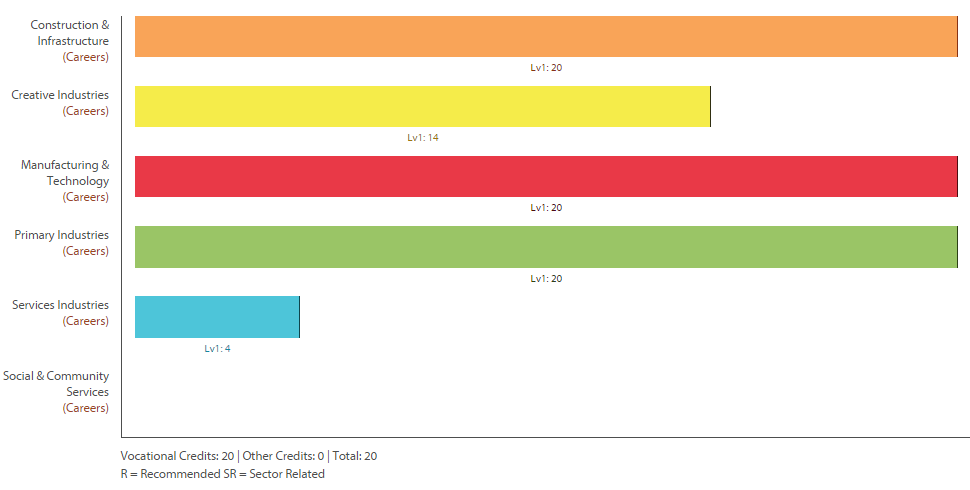 Construction &
Infrastructure
(Careers)
Lv1: 20
Creative Industries
(Careers)
Lv1: 14
Manufacturing &
Technology
(Careers)
Lv1: 20
Primary Industries
(Careers)
Lv1: 20
Services Industries
(Careers)
Lv1: 4
Social & Community
Services
(Careers)
Vocational Credits: 20 | Other Credits: 0 | Total: 20
R = Recommended SR = Sector Related